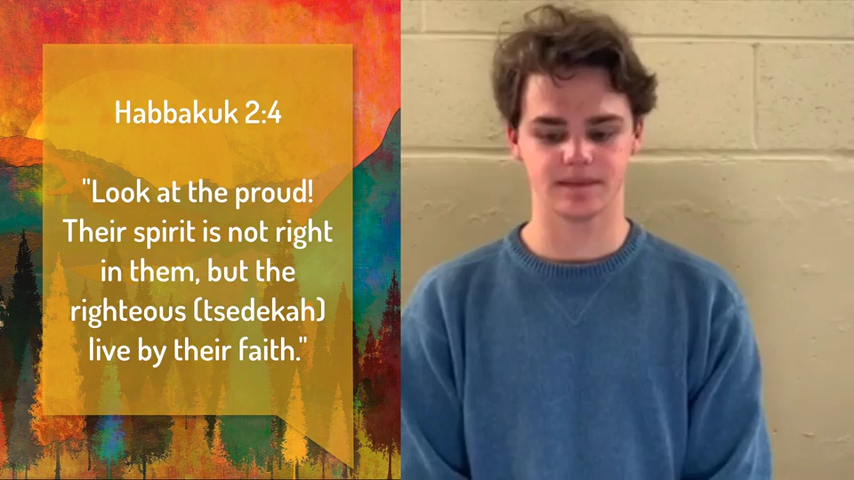 Habbakuk 2:4
"Look at the proud!
Their spirit is not right
in them, but the
righteous (tsedekah)
live by their faith."